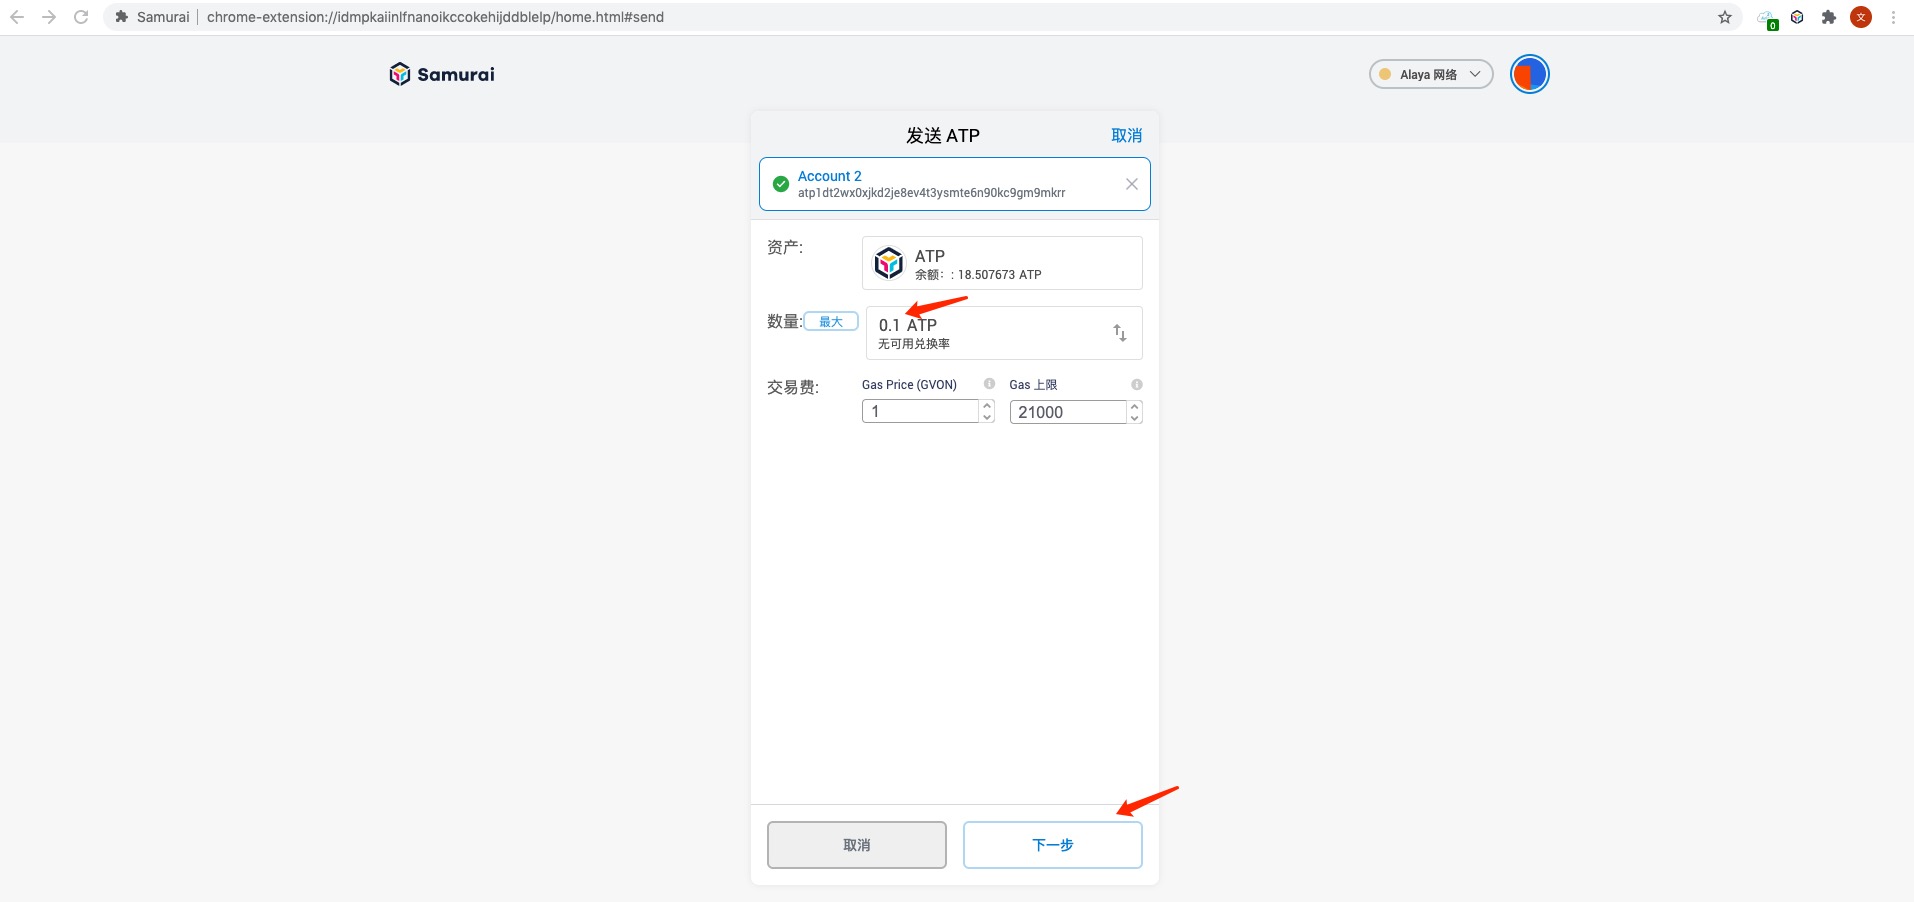 Samurai chrome-extension://idmpkaiinlfnanoikccokehijddblelp/home.html#send
0
文
Samurai
Alaya 网络
发送 ATP
取消
Account 2
atp1dt2wx0xjkd2je8ev4t3ysmte6n90kc9gm9mkrr
资产:
ATP
余额: : 18.507673 ATP
数量:
最大
0.1 ATP
无可用兑换率
交易费:
Gas Price (GVON)
Gas 上限
1
21000
取消
下一步